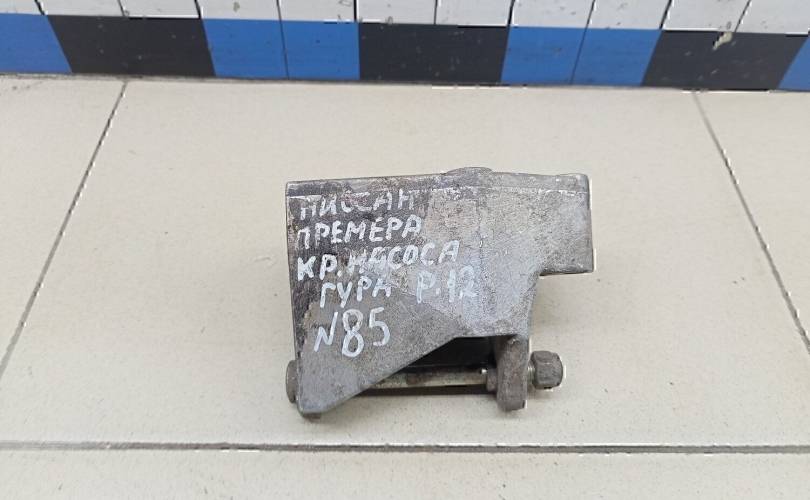 НИССАН
ПРЕМЕРА
КР. НАСОСА
ГУРА Р.12
N85